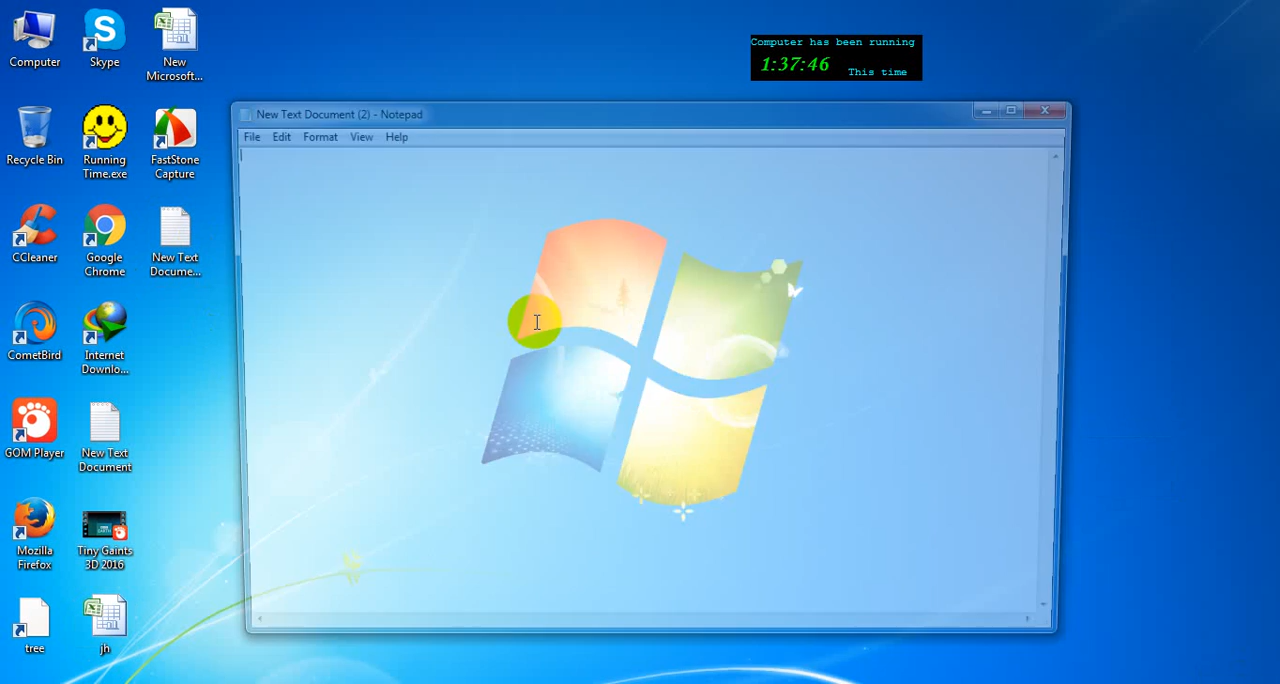 Computer
Skype
New
Microsoft...
Recycle Bin
Running
Time.exe
FastStone
Capture
CCleaner
Google
Chrome
New Text
Docume...
CometBird
Internet
Downlo...
GOM Player
New Text
Document
Mozilla
Firefox
Tiny Gaints
3D 2016
tree
jh
Computer has been running
1:37:46
This time
New Text Document (2) - Notepad
File Edit Format View Help